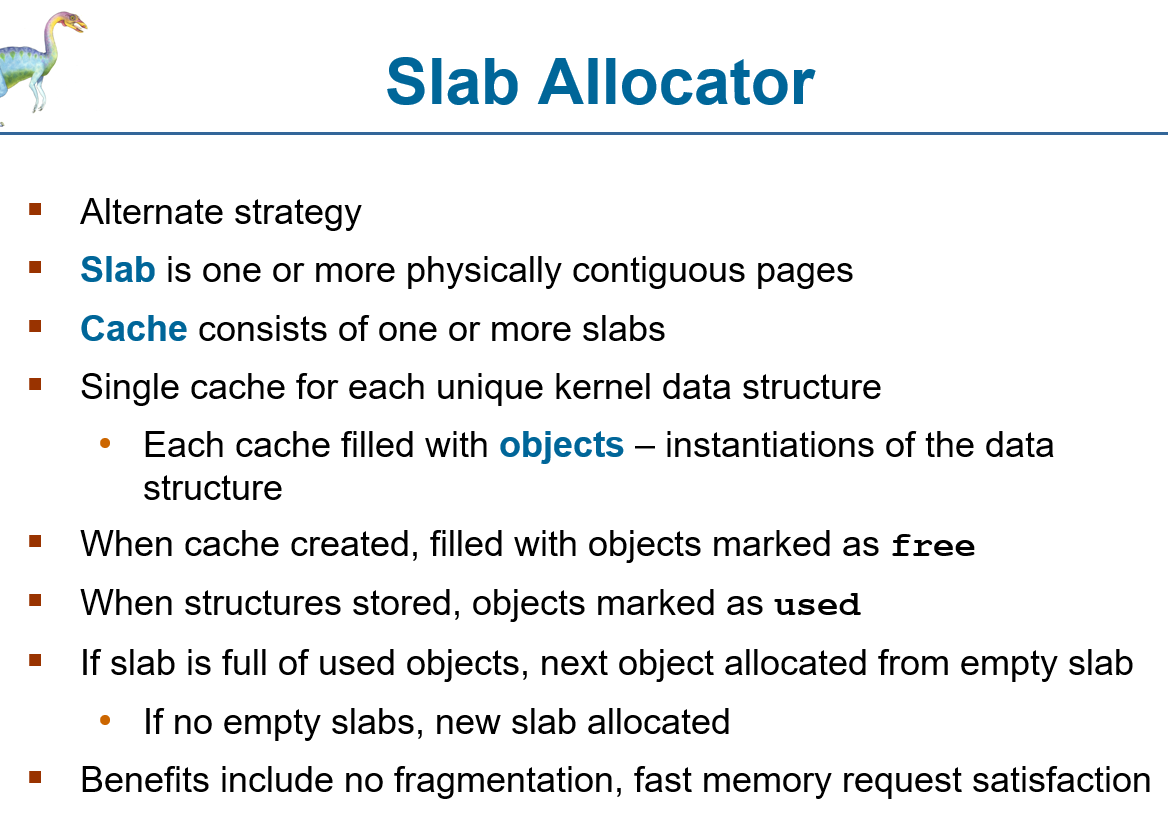 Slab Allocator
Alternate strategy
Slab is one or more physically contiguous pages
Cache consists of one or more slabs
Single cache for each unique kernel data structure
Each cache filled with objects – instantiations of the data
structure
When cache created, filled with objects marked as free
When structures stored, objects marked as used
If slab is full of used objects, next object allocated from empty slab
If no empty slabs, new slab allocated
Benefits include no fragmentation, fast memory request satisfaction